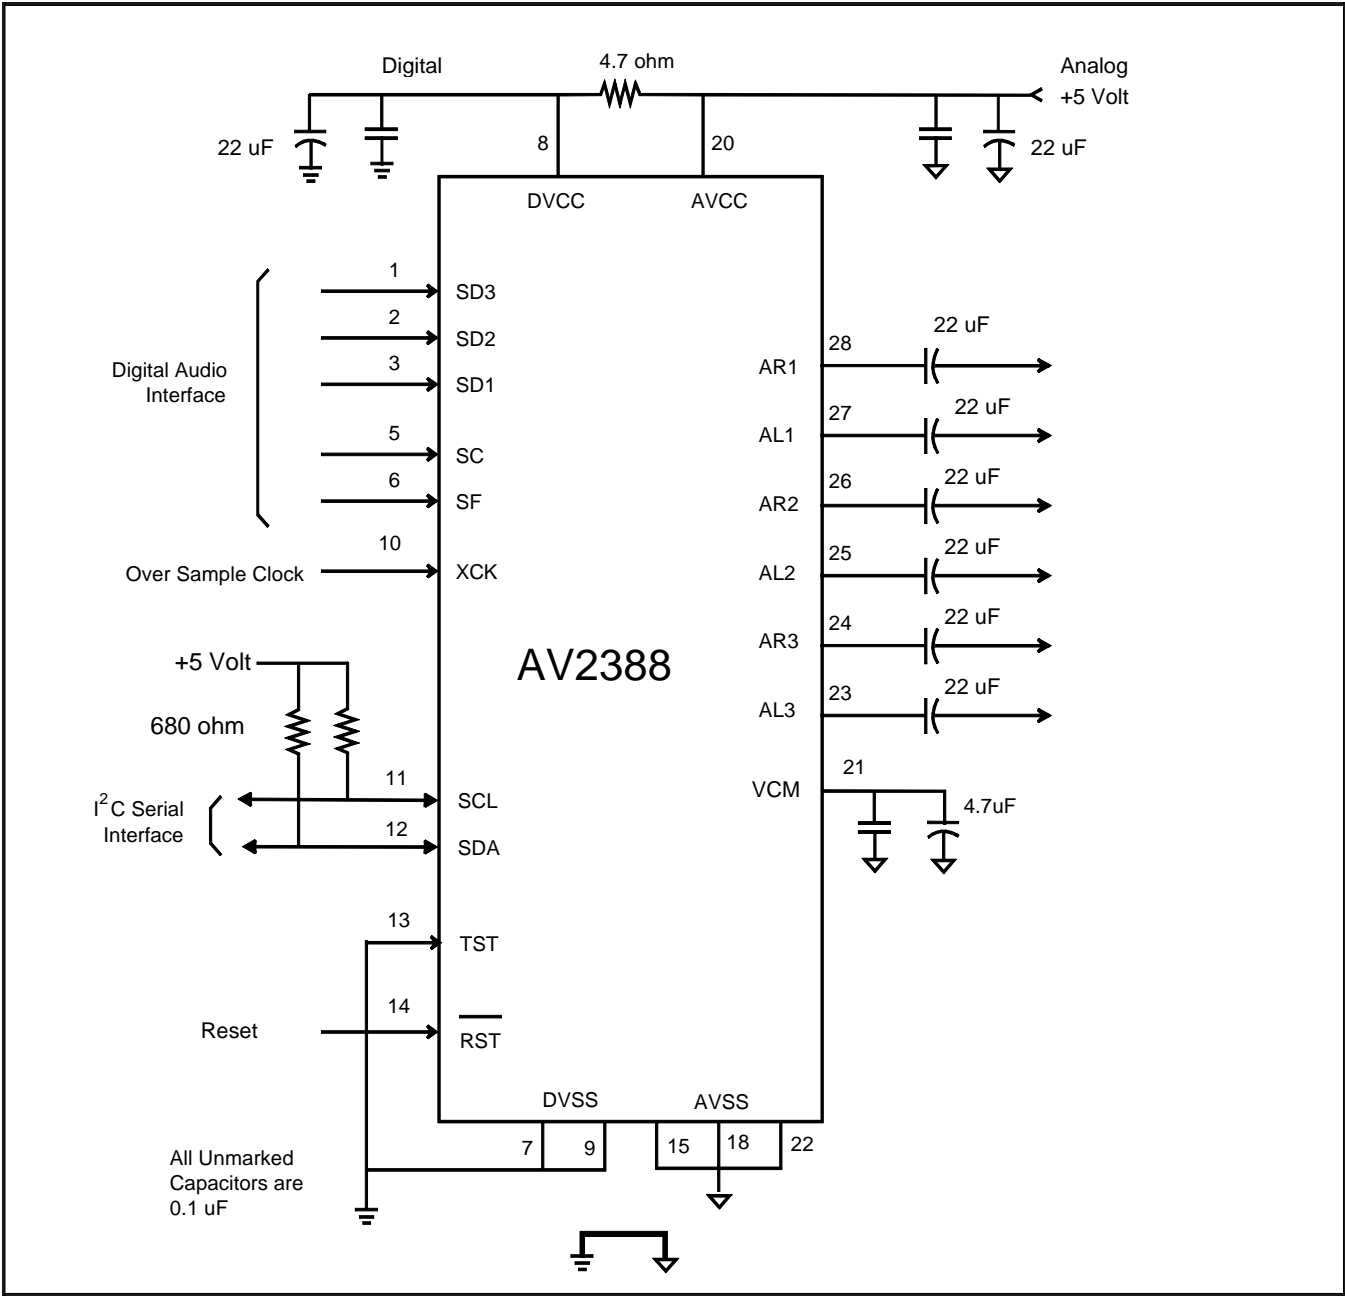 Digital
4.7 ohm
Analog
+5 Volt
22 uF
8
20
22 uF
DVCC
AVCC
1
SD3
2
SD2
3
SD1
Digital Audio
Interface
5
SC
6
SF
10
Over Sample Clock
XCK
28
22 uF
AR1
27
22 uF
AL1
26
22 uF
AR2
25
22 uF
AL2
24
22 uF
AR3
23
22 uF
AL3
AV2388
+5 Volt
680 ohm
21
VCM
4.7uF
11
SCL
I2C Serial
Interface
12
SDA
13
TST
14
Reset
RST
DVSS
AVSS
7
9
15
18
22
All Unmarked
Capacitors are
0.1 uF